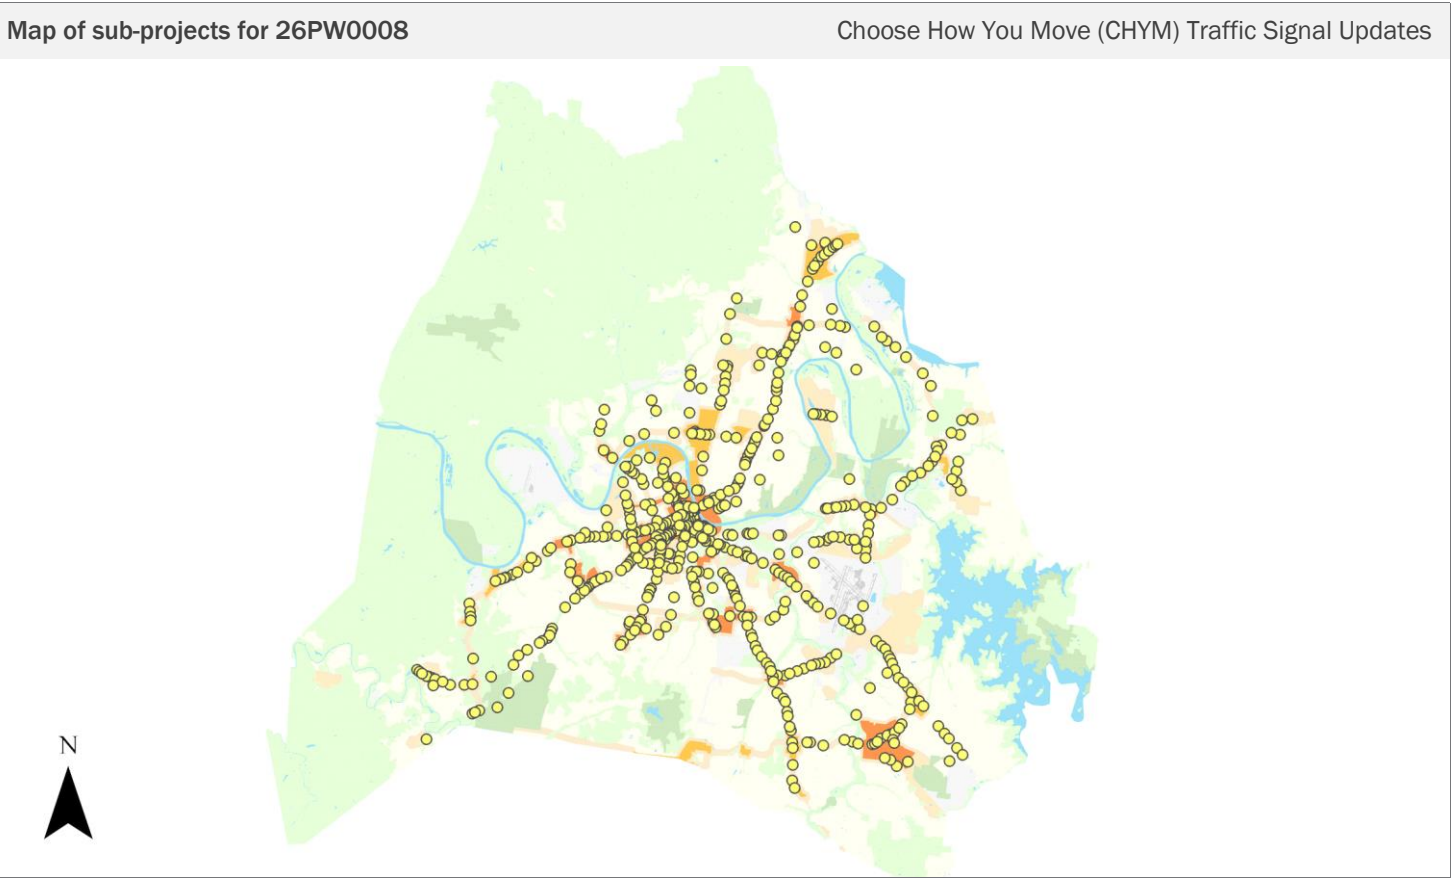 Map of sub-projects for 26PW0008
Choose How You Move (CHYM) Traffic Signal Updates
N